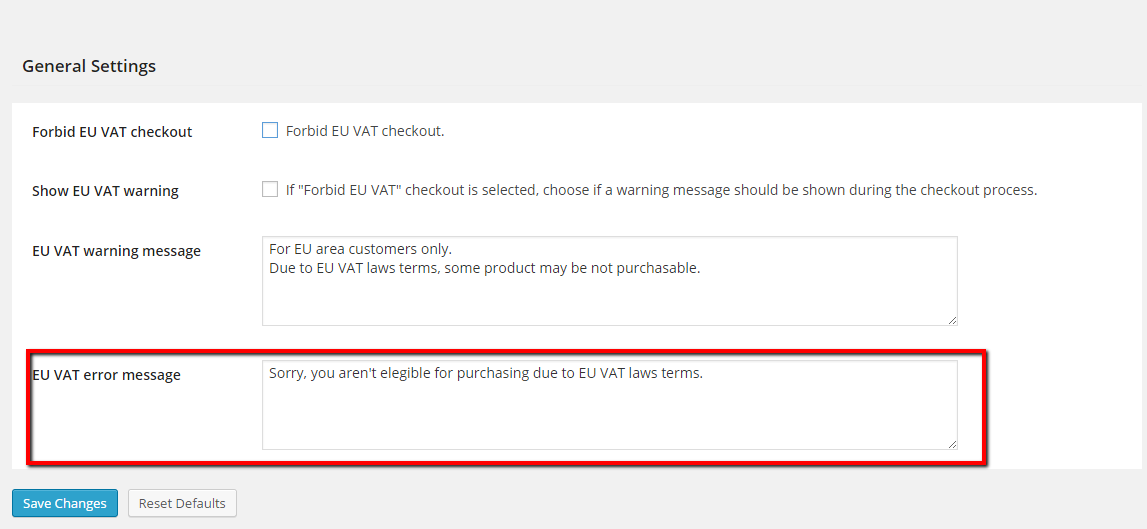 General Settings
Forbid EU VAT checkout
Forbid EU VAT checkout.
Show EU VAT warning
If "Forbid EU VAT" checkout is selected, choose if a warning message should be shown during the checkout process.
EU VAT warning message
For EU area customers only.
Due to EU VAT laws terms, some product may be not purchasable.
EU VAT error message
Sorry, you aren't elegible for purchasing due to EU VAT laws terms.
Save Changes
Reset Defaults